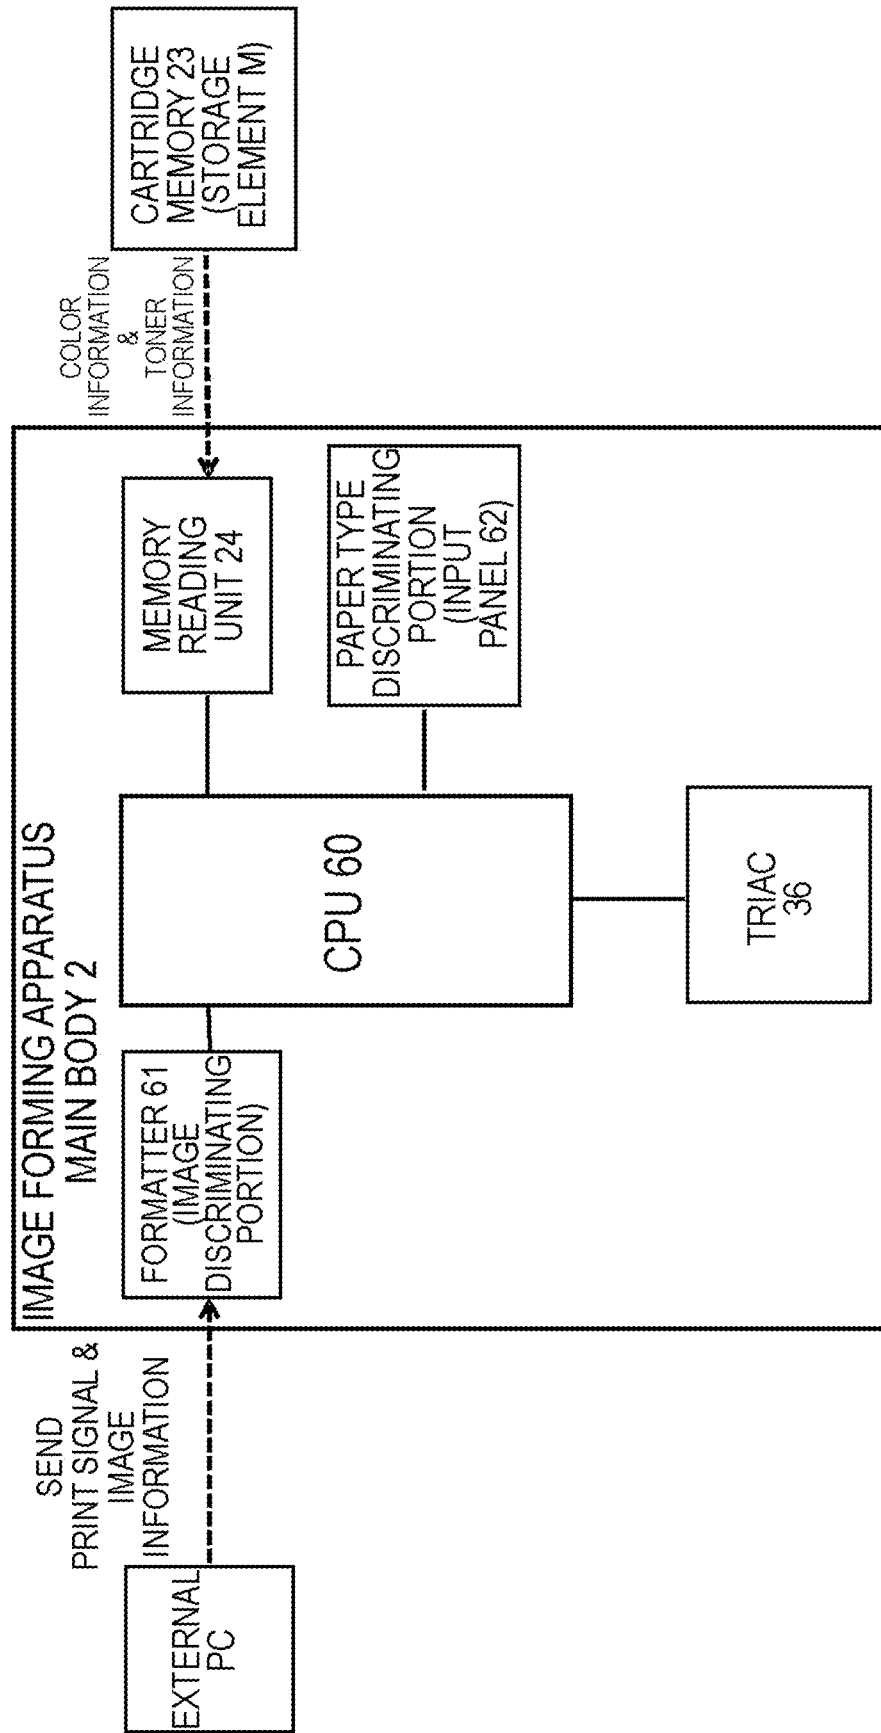 IMAGE FORMING APPARATUS
MAIN BODY 2
SEND
PRINT SIGNAL &
IMAGE
INFORMATION
EXTERNAL
PC
FORMATTER 61
(IMAGE
DISCRIMINATING
PORTION)
CPU 60
MEMORY
READING
UNIT 24
COLOR
INFORMATION
&
TONER
INFORMATION
CARTRIDGE
MEMORY 23
(STORAGE
ELEMENT M)
PAPER TYPE
DISCRIMINATING
PORTION
(INPUT
PANEL 62)
TRIAC
36